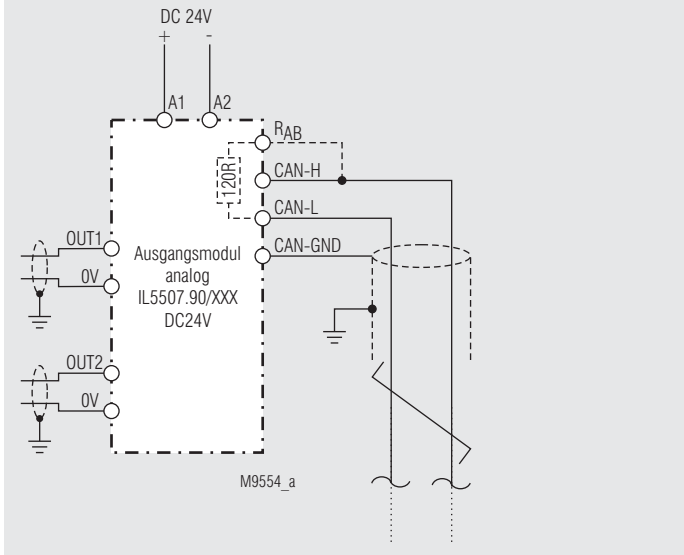 DC 24V
+ -
A1 A2
RAB
120R
CAN-H
CAN-L
OUT1
CAN-GND
0V
Ausgangsmodul
analog
IL5507.90/XXX
DC24V
OUT2
0V
M9554_a